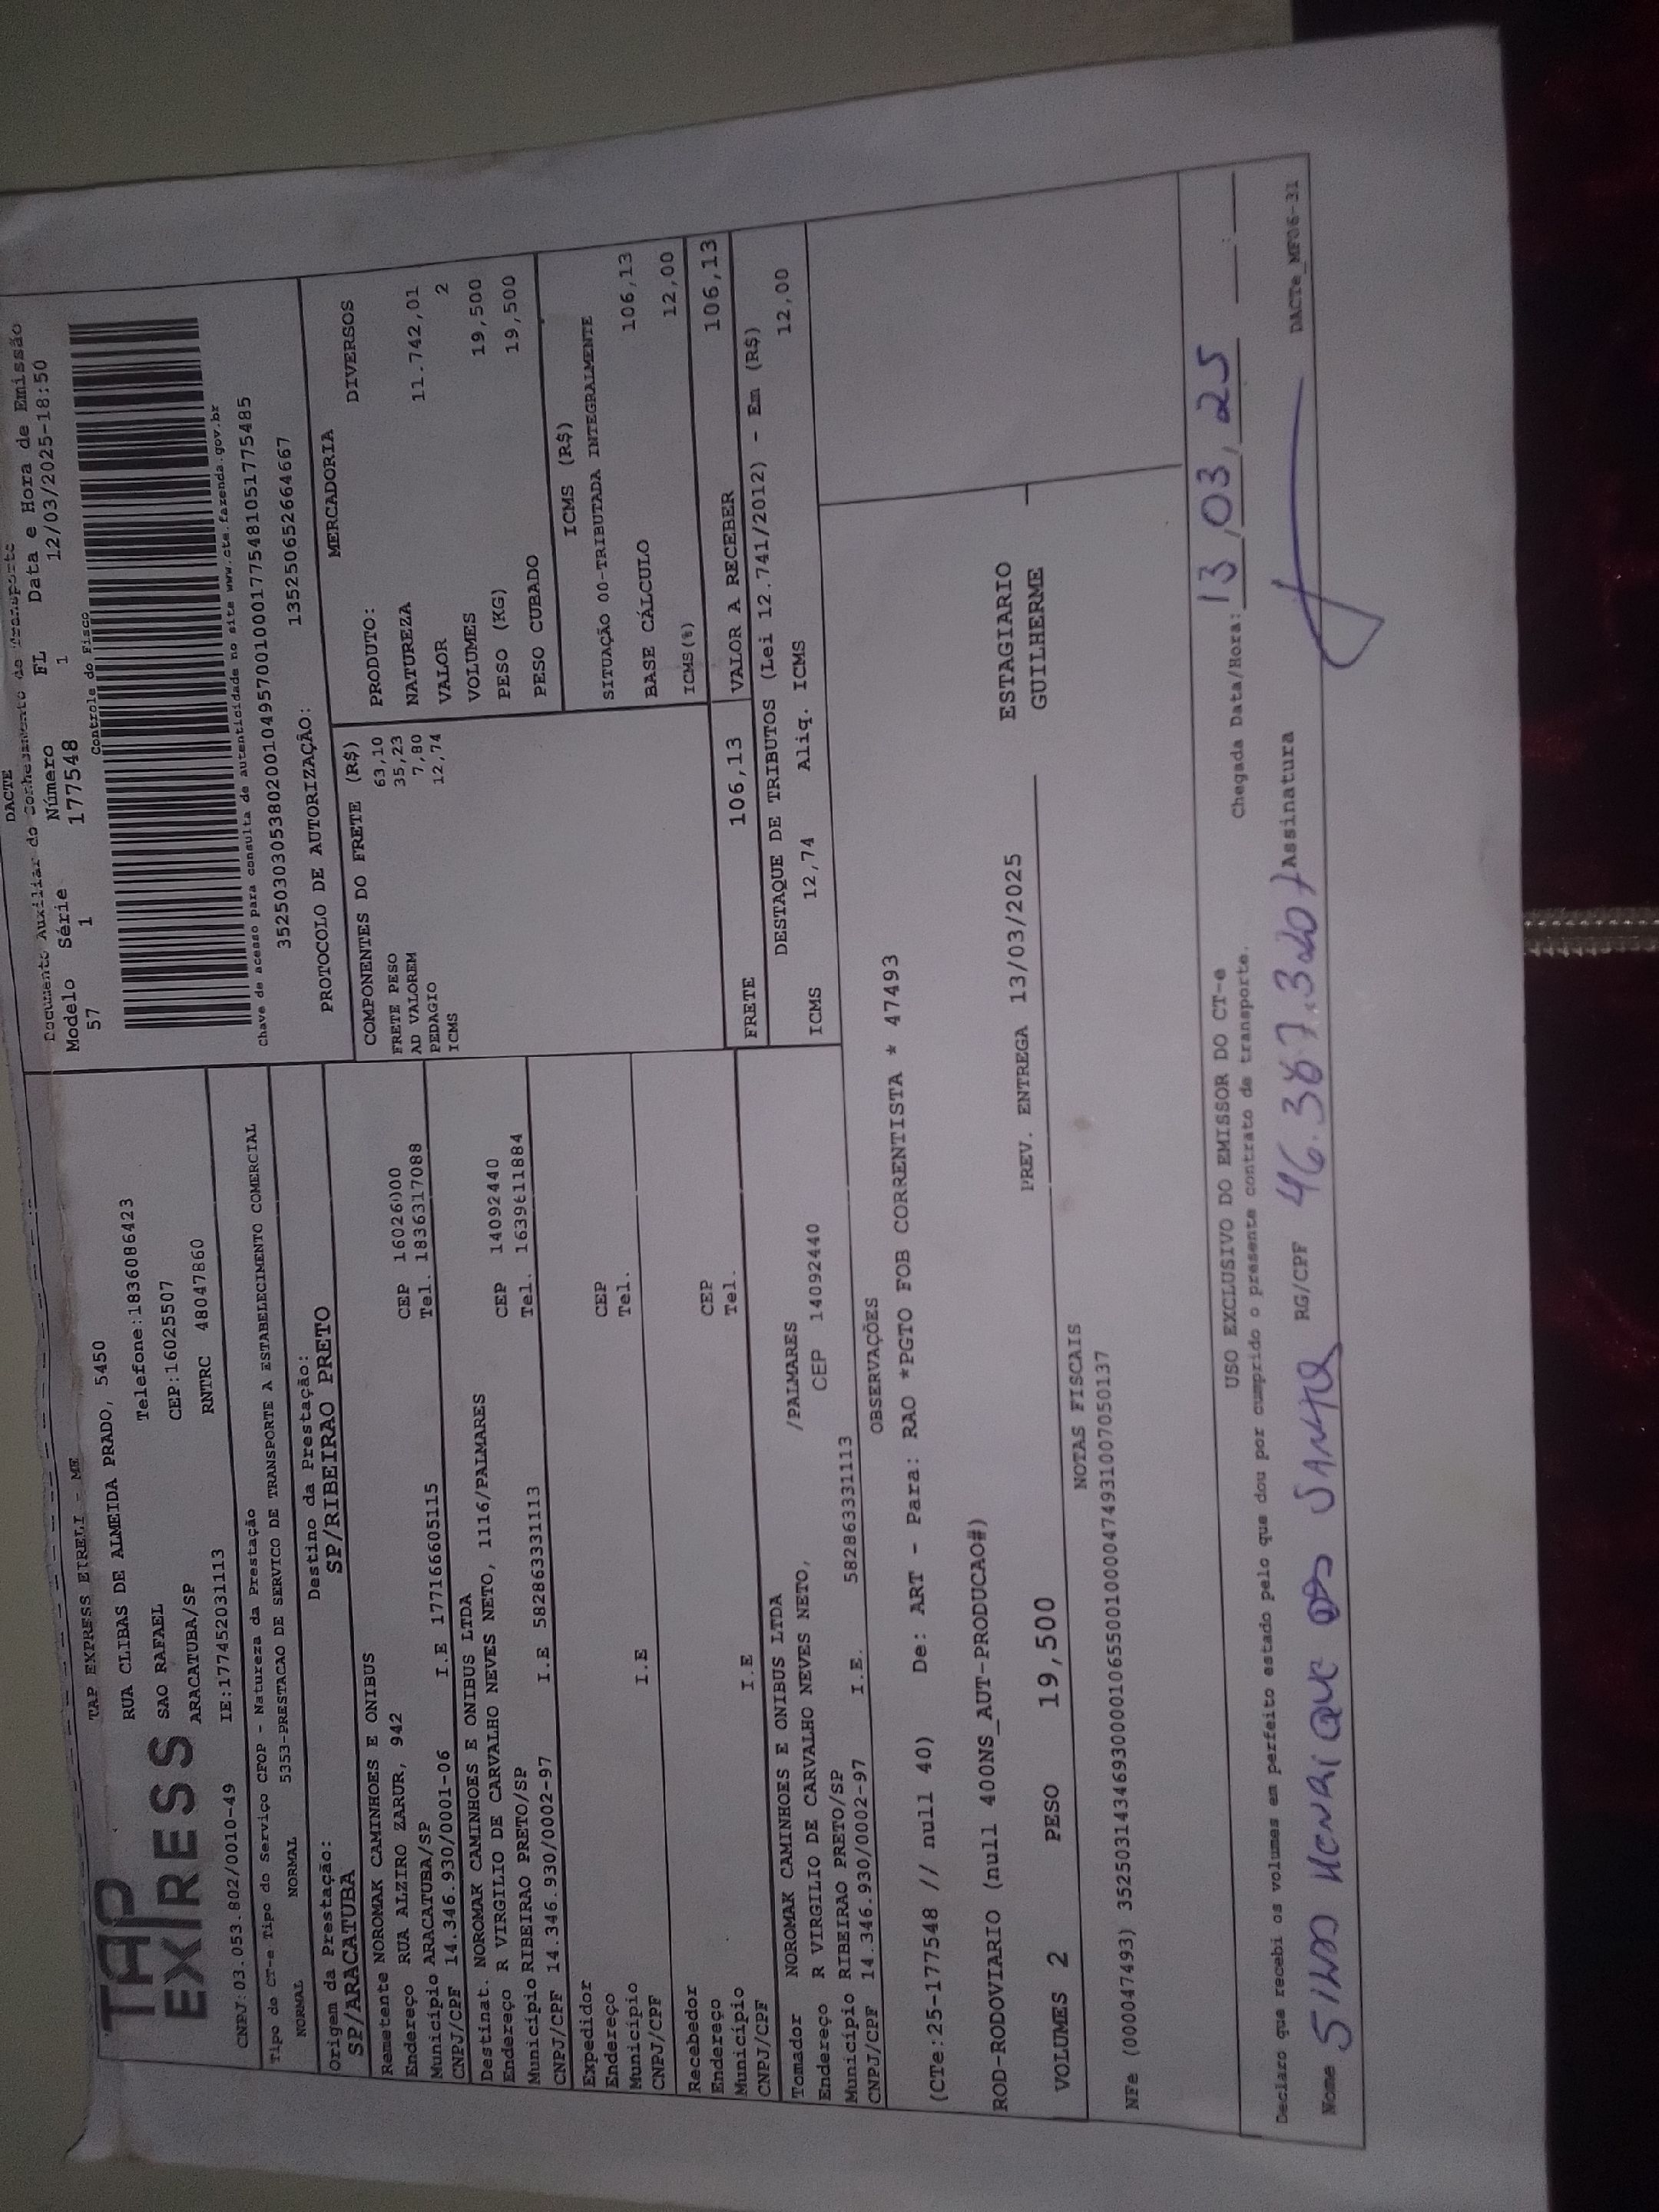 TAP
EXPRESS
TAP EXPRESS EIRELI - ME
RUA CLIBAS DE ALMEIDA PRADO, 5450
Telefone:1836086423
SAO RAFAEL CEP:16025507
ARACATUBA/SP RNTRC 48047860
CNPJ:03.053.802/0010-49 IE:177452031113
DACTE
Documento Auxiliar do Conhecimento de Transporte
Modelo Série Número FL Data e Hora de Emissão
57 1 177548 1 12/03/2025-18:50
Controle do Fisco
Chave de acesso para consulta de autenticidade no site www.cte.fazenda.gov.br
35250303053802001049570010001775481051775485
PROTOCOLO DE AUTORIZAÇÃO: 135250652664667
Tipo do CT-e Tipo do Serviço CFOP - Natureza da Prestação
NORMAL NORMAL 5353-PRESTACAO DE SERVICO DE TRANSPORTE A ESTABELECIMENTO COMERCIAL
Origem da Prestação: Destino da Prestação:
SP/ARACATUBA SP/RIBEIRAO PRETO
Remetente NOROMAK CAMINHOES E ONIBUS
Endereço RUA ALZIRO ZARUR, 942 CEP 16026000
Município ARACATUBA/SP Tel. 1836317088
CNPJ/CPF 14.346.930/0001-06 I.E 177166605115
Destinat. NOROMAK CAMINHOES E ONIBUS LTDA
Endereço R VIRGILIO DE CARVALHO NEVES NETO, 1116/PALMARES CEP 14092440
Município RIBEIRAO PRETO/SP Tel. 1639611884
CNPJ/CPF 14.346.930/0002-97 I.E 582863331113
Expedidor
Endereço CEP
Município Tel.
CNPJ/CPF I.E
Recebedor
Endereço CEP
Município Tel.
CNPJ/CPF I.E
Tomador NOROMAK CAMINHOES E ONIBUS LTDA
Endereço R VIRGILIO DE CARVALHO NEVES NETO, /PALMARES
Município RIBEIRAO PRETO/SP CEP 14092440
CNPJ/CPF 14.346.930/0002-97 I.E. 582863331113
COMPONENTES DO FRETE (R$)
FRETE PESO 63,10
AD VALOREM 35,23
PEDAGIO 7,80
ICMS 12,74
MERCADORIA
PRODUTO: DIVERSOS
NATUREZA
VALOR 11.742,01
VOLUMES 2
PESO (KG) 19,500
PESO CUBADO 19,500
ICMS (R$)
SITUAÇÃO 00-TRIBUTADA INTEGRALMENTE
BASE CÁLCULO 106,13
ICMS(%) 12,00
FRETE 106,13 VALOR A RECEBER 106,13
DESTAQUE DE TRIBUTOS (Lei 12.741/2012) - Em (R$)
ICMS 12,74 Aliq. ICMS 12,00
OBSERVAÇÕES
(CTe:25-177548 // null 40) De: ART - Para: RAO *PGTO FOB CORRENTISTA * 47493
ROD-RODOVIARIO (null 400NS_AUT-PRODUCAO#)
VOLUMES 2 PESO 19,500 PREV. ENTREGA 13/03/2025 ESTAGIARIO
GUILHERME
NOTAS FISCAIS
NFe (000047493) 35250314346930000106550010000474931007050137
USO EXCLUSIVO DO EMISSOR DO CT-e
Declaro que recebi os volumes em perfeito estado pelo que dou por cumprido o presente contrato de transporte. Chegada Data/Hora: 13,03,25 :
Nome HENRIQUE DOS RG/CPF 46.387.320 Assinatura
DACTe_MF06-31